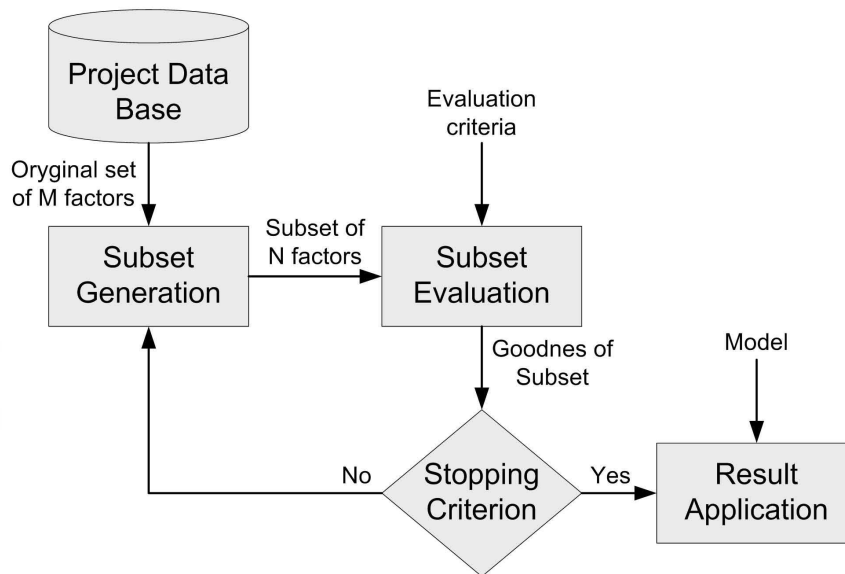 Project Data
Base
Evaluation
criteria
Oryginal set
of M factors
Subset
Generation
Subset of
N factors
Subset
Evaluation
Goodnes of
Subset
Model
No
Stopping
Criterion
Yes
Result
Application